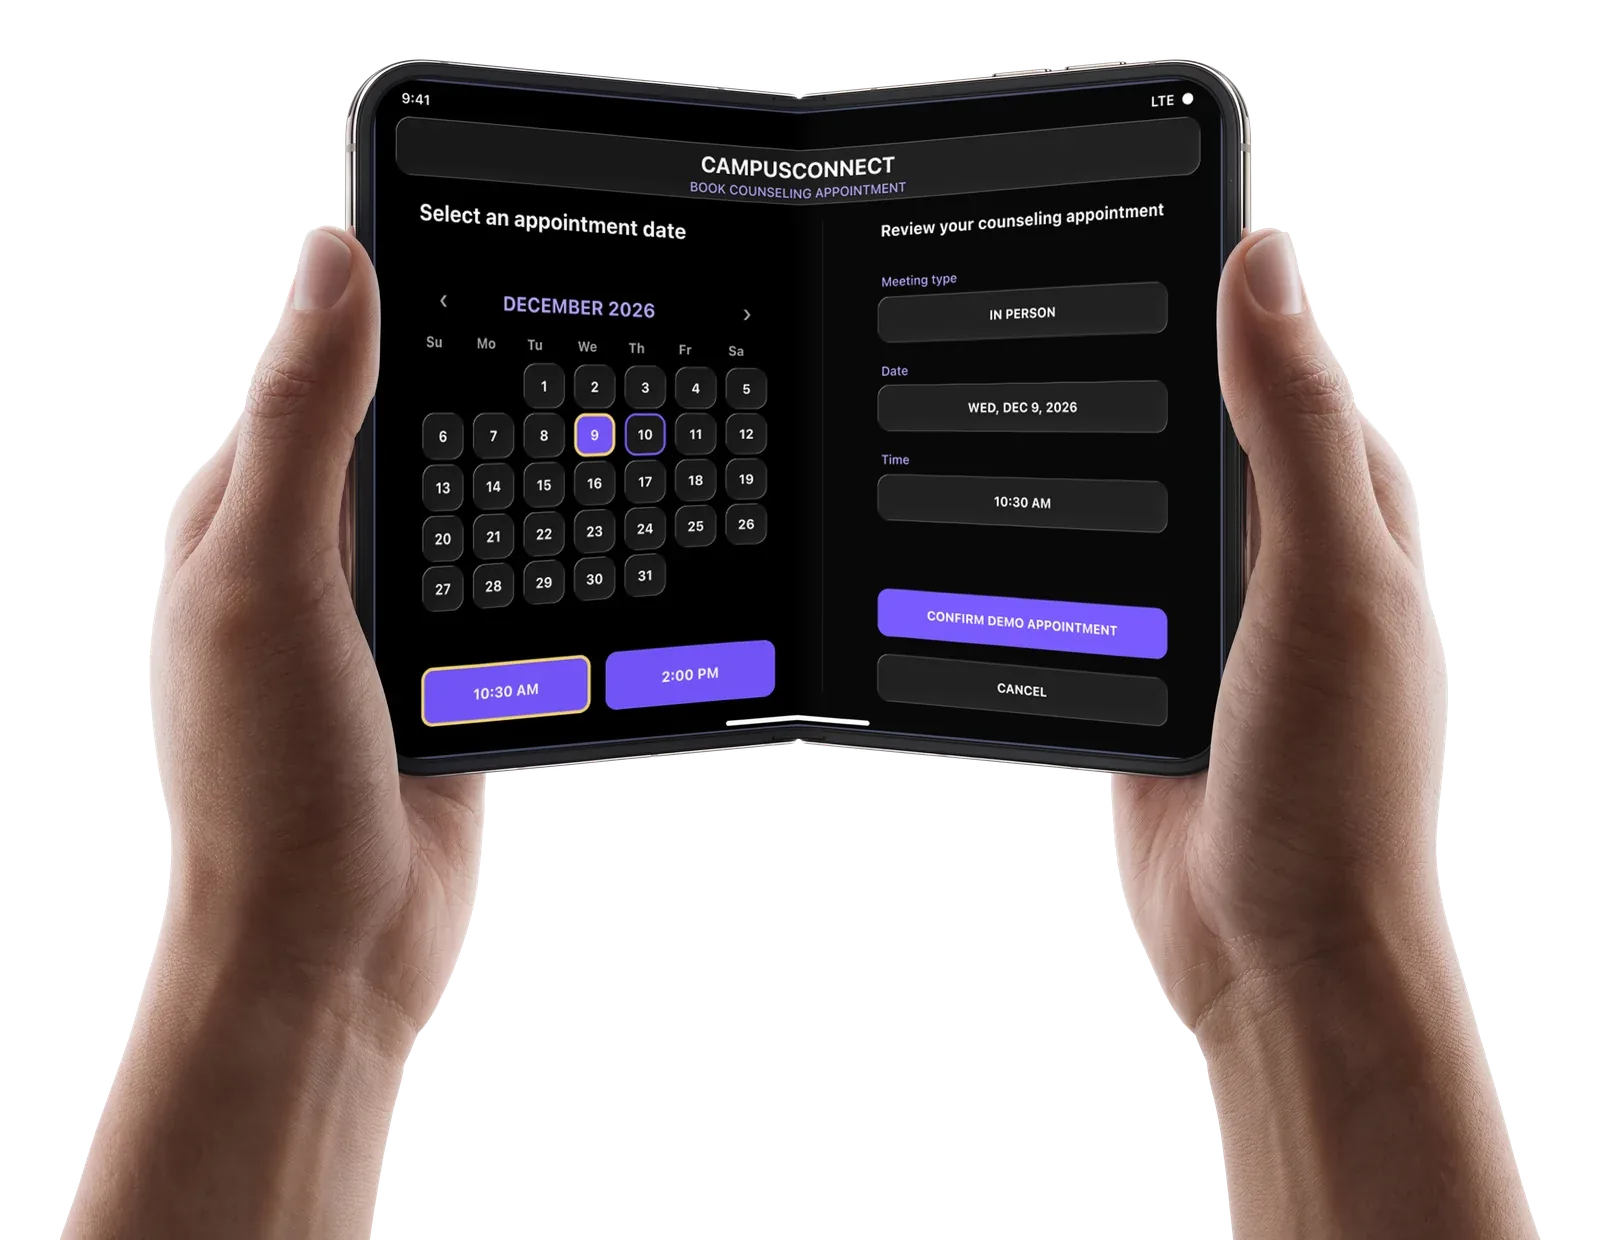 9:41
LTE
CAMPUSCONNECT
BOOK COUNSELING APPOINTMENT
Select an appointment date
‹ DECEMBER 2026 ›
Su Mo Tu We Th Fr Sa
1 2 3 4 5
6 7 8 9 10 11 12
13 14 15 16 17 18 19
20 21 22 23 24 25 26
27 28 29 30 31
10:30 AM 2:00 PM
Review your counseling appointment
Meeting type
IN PERSON
Date
WED, DEC 9, 2026
Time
10:30 AM
CONFIRM DEMO APPOINTMENT
CANCEL